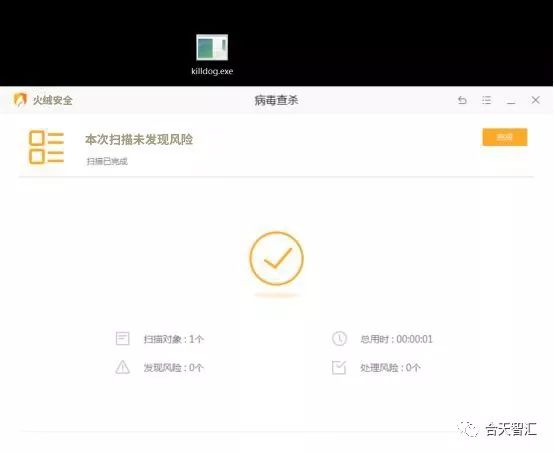 killdog.exe
火绒安全
病毒查杀
本次扫描未发现风险
完成
扫描已完成
扫描对象 : 1个
总用时 : 00:00:01
发现风险 : 0个
处理风险 : 0个
合天智汇